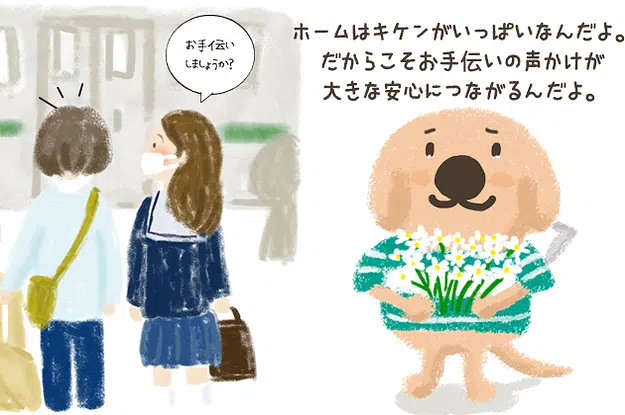 お手伝い
しましょうか?
ホームはキケンがいっぱいなんだよ。
だからこそお手伝いの声かけが
大きな安心につながるんだよ。